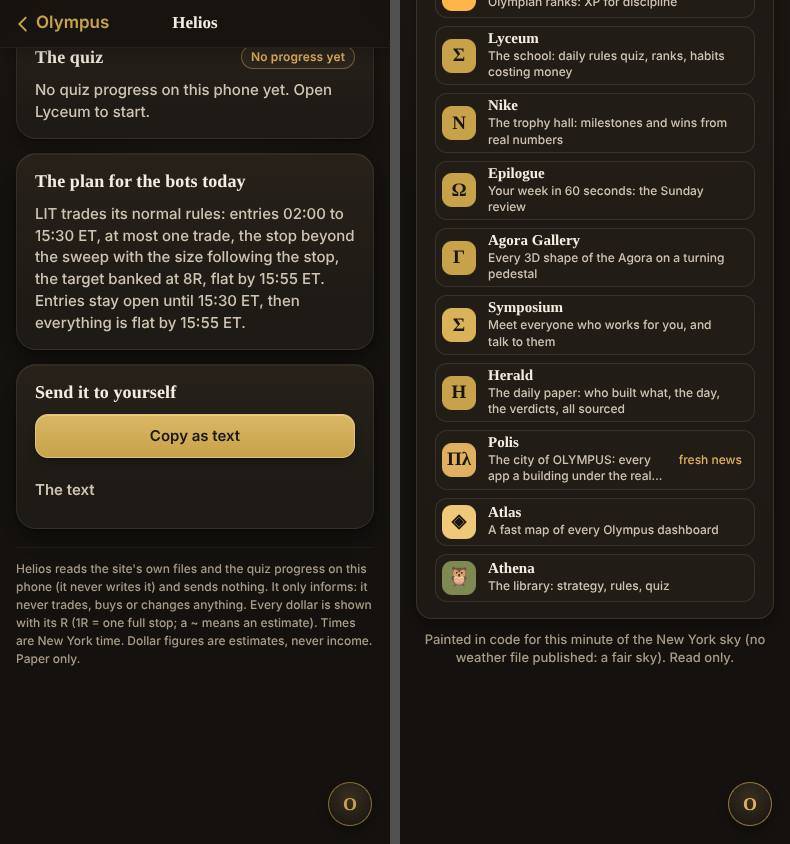 Olympus
Helios
The quiz
No progress yet
No quiz progress on this phone yet. Open
Lyceum to start.
The plan for the bots today
LIT trades its normal rules: entries 02:00 to
15:30 ET, at most one trade, the stop beyond
the sweep with the size following the stop,
the target banked at 8R, flat by 15:55 ET.
Entries stay open until 15:30 ET, then
everything is flat by 15:55 ET.
Send it to yourself
Copy as text
The text
Helios reads the site's own files and the quiz progress on this
phone (it never writes it) and sends nothing. It only informs: it
never trades, buys or changes anything. Every dollar is shown
with its R (1R = one full stop; a ~ means an estimate). Times
are New York time. Dollar figures are estimates, never income.
Paper only.
O
Olympian ranks: XP for discipline
Σ
Lyceum
The school: daily rules quiz, ranks, habits
costing money
N
Nike
The trophy hall: milestones and wins from
real numbers
Ω
Epilogue
Your week in 60 seconds: the Sunday
review
Γ
Agora Gallery
Every 3D shape of the Agora on a turning
pedestal
Σ
Symposium
Meet everyone who works for you, and
talk to them
H
Herald
The daily paper: who built what, the day,
the verdicts, all sourced
Πλ
Polis
The city of OLYMPUS: every
app a building under the real...
fresh news
Atlas
A fast map of every Olympus dashboard
Athena
The library: strategy, rules, quiz
Painted in code for this minute of the New York sky (no
weather file published: a fair sky). Read only.
O